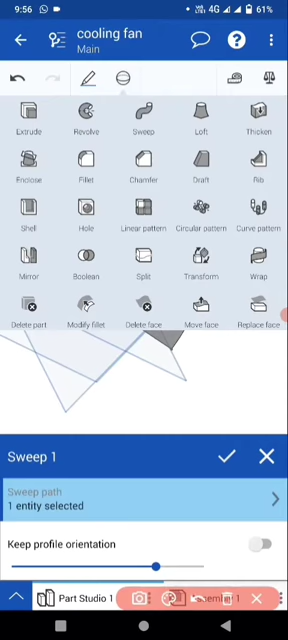 9:56
4G
61%
cooling fan
Main
Extrude Revolve Sweep Loft Thicken
Enclose Fillet Chamfer Draft Rib
Shell Hole Linear pattern Circular pattern Curve pattern
Mirror Boolean Split Transform Wrap
Delete part Modify fillet Delete face Move face Replace face
Sweep 1
Sweep path
1 entity selected
Keep profile orientation
Part Studio 1